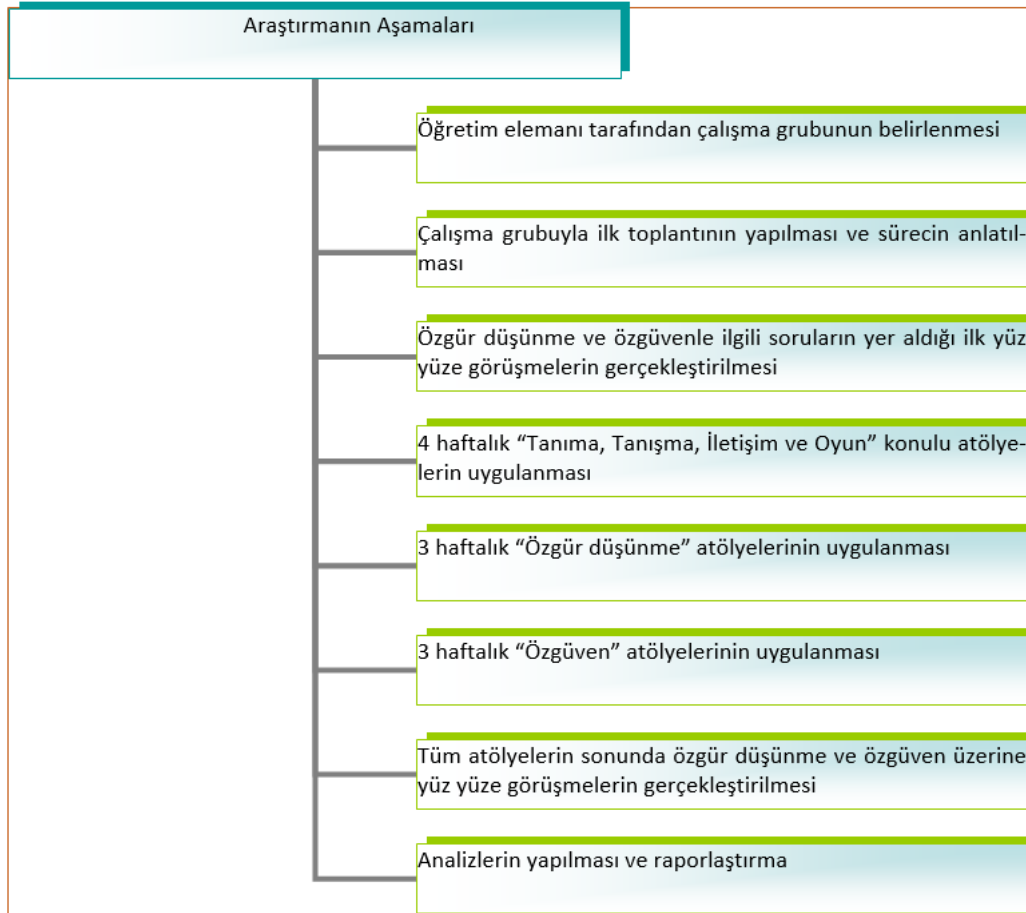 Araştırmanın Aşamaları
Öğretim elemanı tarafından çalışma grubunun belirlenmesi
Çalışma grubuyla ilk toplantının yapılması ve sürecin anlatıl-
ması
Özgür düşünme ve özgüvenle ilgili soruların yer aldığı ilk yüz
yüze görüşmelerin gerçekleştirilmesi
4 haftalık “Tanıma, Tanışma, İletişim ve Oyun” konulu atölye-
lerin uygulanması
3 haftalık “Özgür düşünme” atölyelerinin uygulanması
3 haftalık “Özgüven” atölyelerinin uygulanması
Tüm atölyelerin sonunda özgür düşünme ve özgüven üzerine
yüz yüze görüşmelerin gerçekleştirilmesi
Analizlerin yapılması ve raporlaştırma